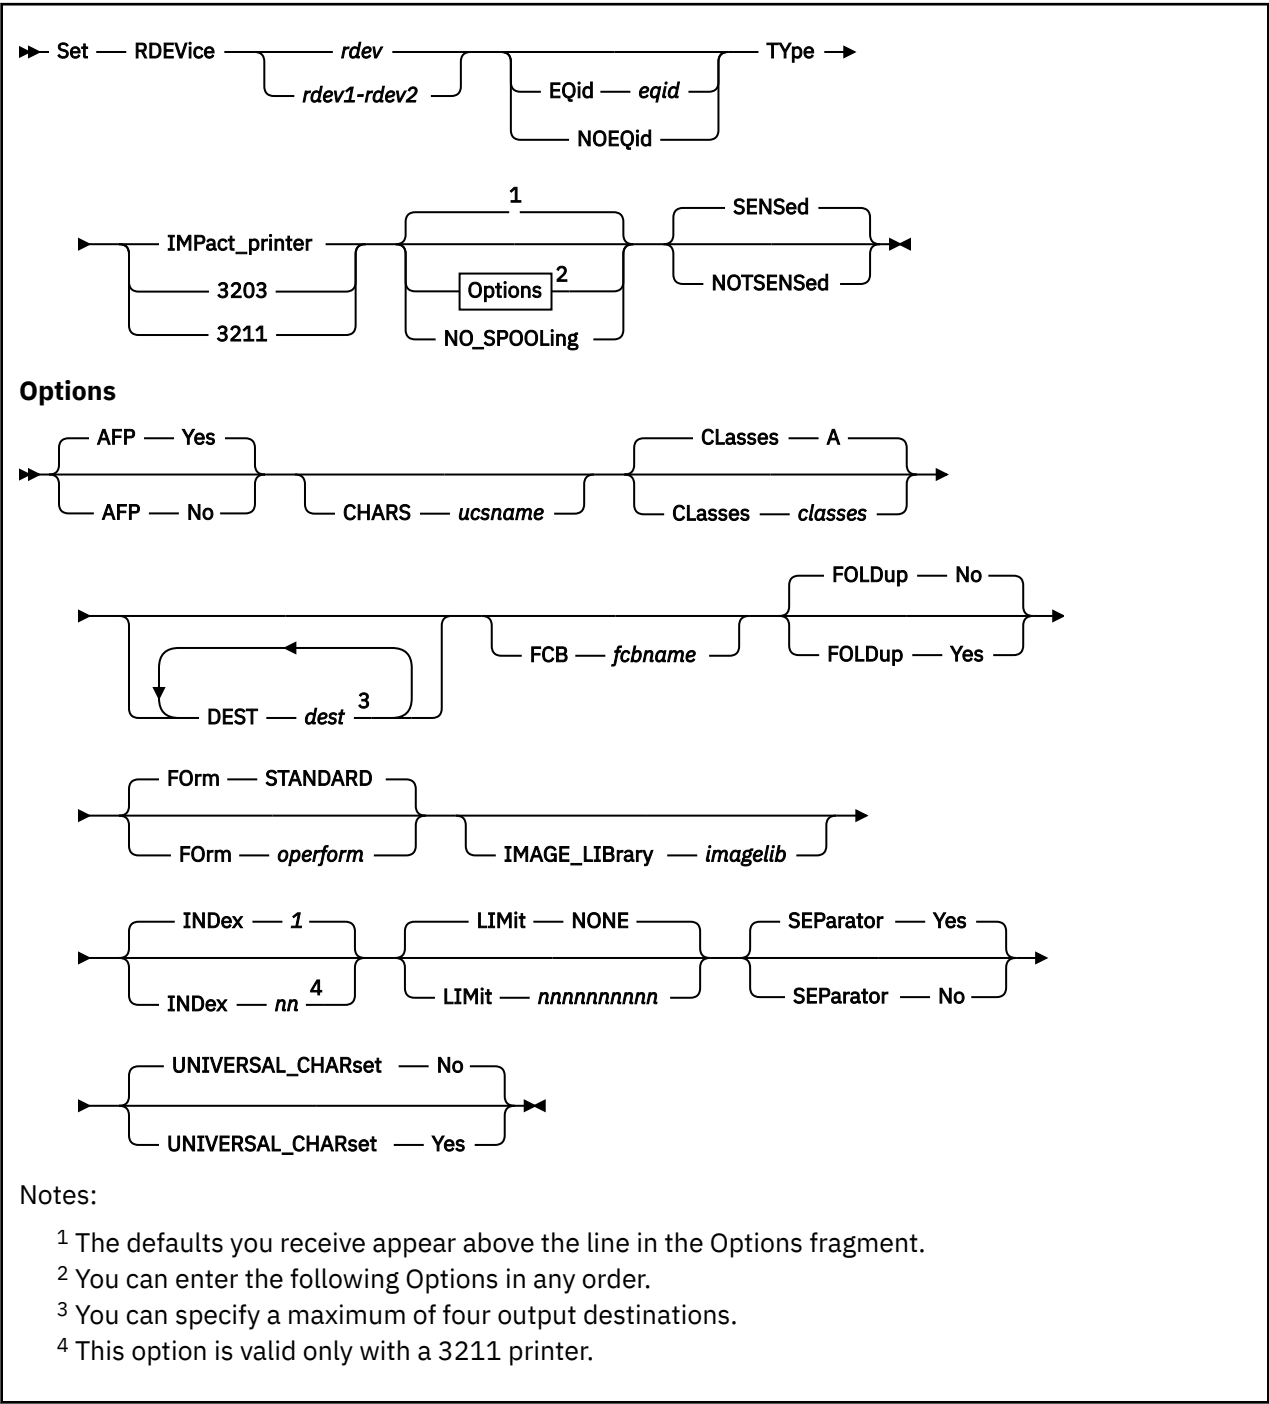 Set RDEVice rdev TYpe
rdev1-rdev2 EQid eqid
NOEQid
1
SENSed
IMPact_printer
Options 2 NOTSENSed
3203
3211 NO_SPOOLing
Options
AFP Yes CLasses A
AFP No CHARS ucsname CLasses classes
FOLDup No
FCB fcbname FOLDup Yes
DEST dest 3
FOrm STANDARD
FOrm operform IMAGE_LIBrary imagelib
INDex 1 LIMit NONE SEParator Yes
INDex nn 4 LIMit nnnnnnnnnn SEParator No
UNIVERSAL_CHARset No
UNIVERSAL_CHARset Yes
Notes:
1 The defaults you receive appear above the line in the Options fragment.
2 You can enter the following Options in any order.
3 You can specify a maximum of four output destinations.
4 This option is valid only with a 3211 printer.